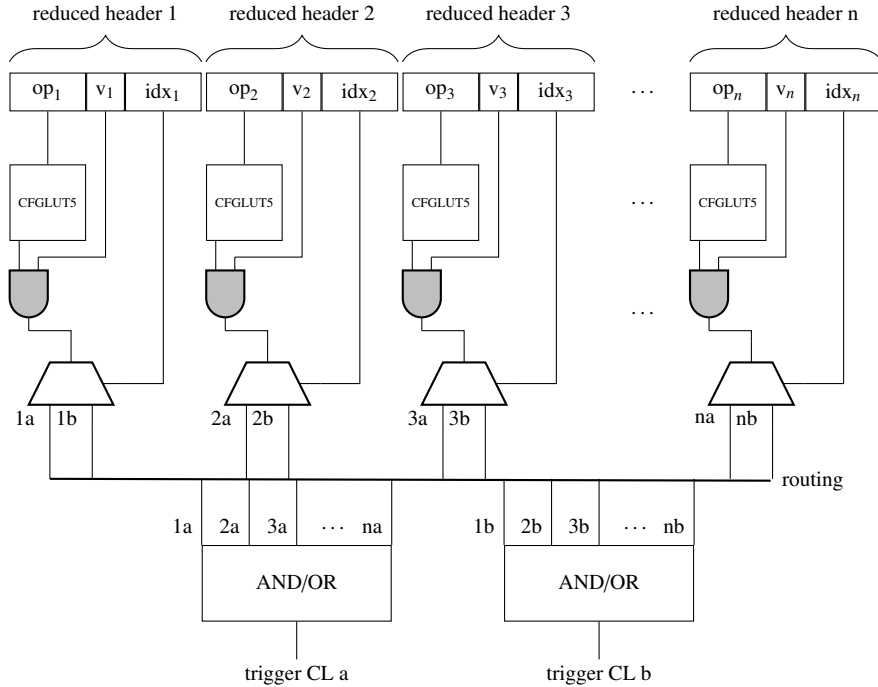 reduced header 1 reduced header 2 reduced header 3 reduced header n
op₁ v₁ idx₁ op₂ v₂ idx₂ op₃ v₃ idx₃ ··· opₙ vₙ idxₙ
CFGLUT5 CFGLUT5 CFGLUT5 ··· CFGLUT5
···
1a 1b 2a 2b 3a 3b na nb
routing
1a 2a 3a ··· na 1b 2b 3b ··· nb
AND/OR AND/OR
trigger CL a trigger CL b